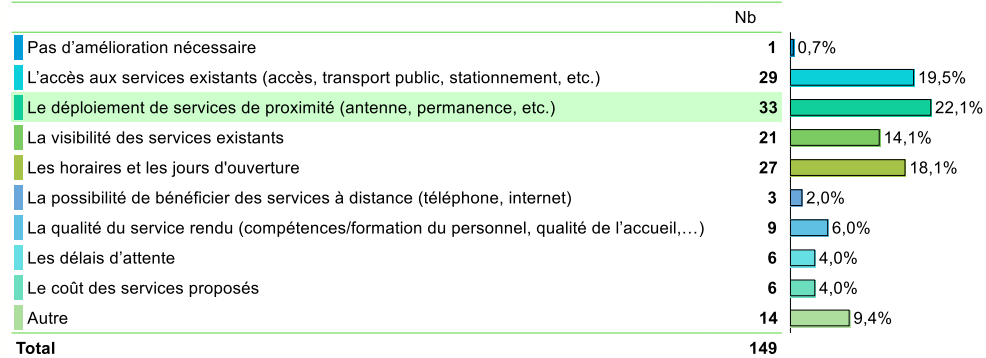 Nb
Pas d’amélioration nécessaire 1 0,7%
L’accès aux services existants (accès, transport public, stationnement, etc.) 29 19,5%
Le déploiement de services de proximité (antenne, permanence, etc.) 33 22,1%
La visibilité des services existants 21 14,1%
Les horaires et les jours d'ouverture 27 18,1%
La possibilité de bénéficier des services à distance (téléphone, internet) 3 2,0%
La qualité du service rendu (compétences/formation du personnel, qualité de l’accueil,…) 9 6,0%
Les délais d’attente 6 4,0%
Le coût des services proposés 6 4,0%
Autre 14 9,4%
Total 149